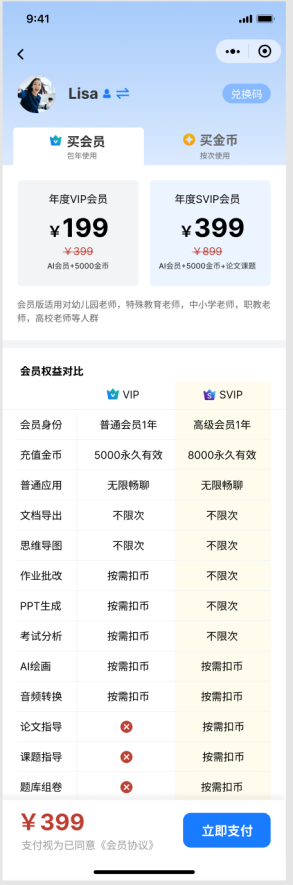 9:41
Lisa
兑换码
买会员
包年使用
买金币
按次使用
年度VIP会员
年度SVIP会员
￥199
￥399
￥399
￥899
AI会员+5000金币
AI会员+5000金币+论文课题
会员版适用对幼儿园老师，特殊教育老师，中小学老师，职教老
师，高校老师等人群
会员权益对比
VIP
SVIP
会员身份 普通会员1年 高级会员1年
充值金币 5000永久有效 8000永久有效
普通应用 无限畅聊 无限畅聊
文档导出 不限次 不限次
思维导图 不限次 不限次
作业批改 按需扣币 不限次
PPT生成 按需扣币 不限次
考试分析 按需扣币 不限次
AI绘画 按需扣币 按需扣币
音频转换 按需扣币 按需扣币
论文指导 按需扣币
课题指导 按需扣币
题库组卷 按需扣币
￥399
支付视为已同意《会员协议》
立即支付